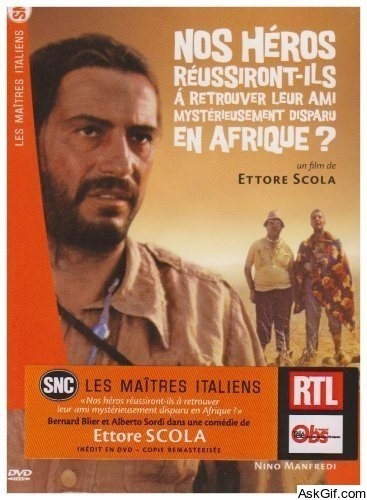 SNC
LES MAÎTRES ITALIENS
NOS HÉROS
RÉUSSIRONT-ILS
À RETROUVER LEUR AMI
MYSTÉRIEUSEMENT DISPARU
EN AFRIQUE ?
un film de
ETTORE SCOLA
SNC LES MAÎTRES ITALIENS
« Nos héros réussiront-ils à retrouver
leur ami mystérieusement disparu en Afrique ? »
Bernard Blier et Alberto Sordi dans une comédie de
Ettore SCOLA
INÉDIT EN DVD – COPIE REMASTERISÉE
RTL
Obs
DVD
NINO MANFREDI
AskGif.com